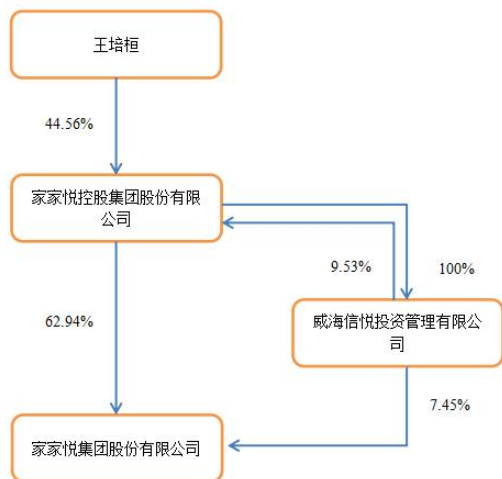 王培桓
44.56%
家家悦控股集团股份有限
公司
9.53%
100%
62.94%
威海信悦投资管理有限公
司
7.45%
家家悦集团股份有限公司